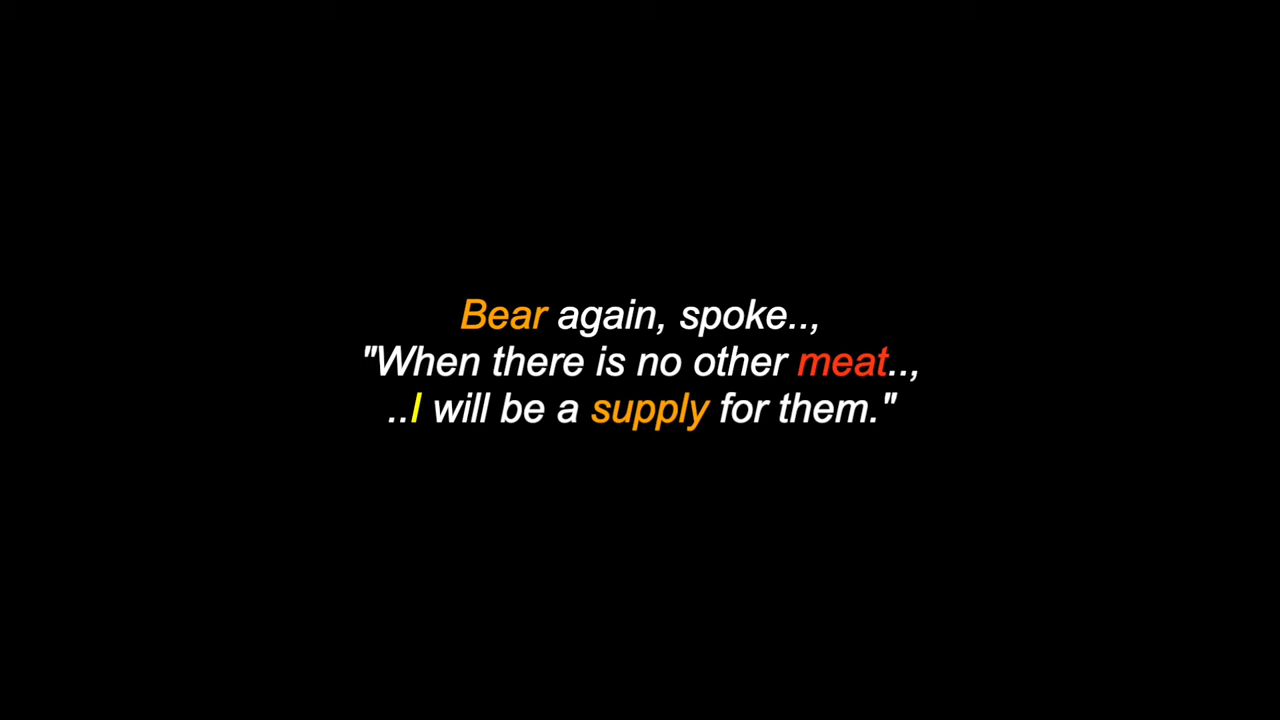 Bear again, spoke..,
"When there is no other meat..,
..I will be a supply for them."